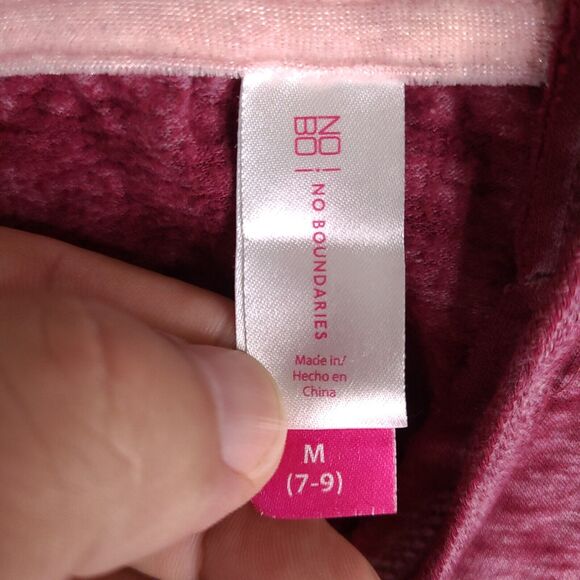 NO
BO
NO BOUNDARIES
Made in/
Hecho en
China
M
(7-9)